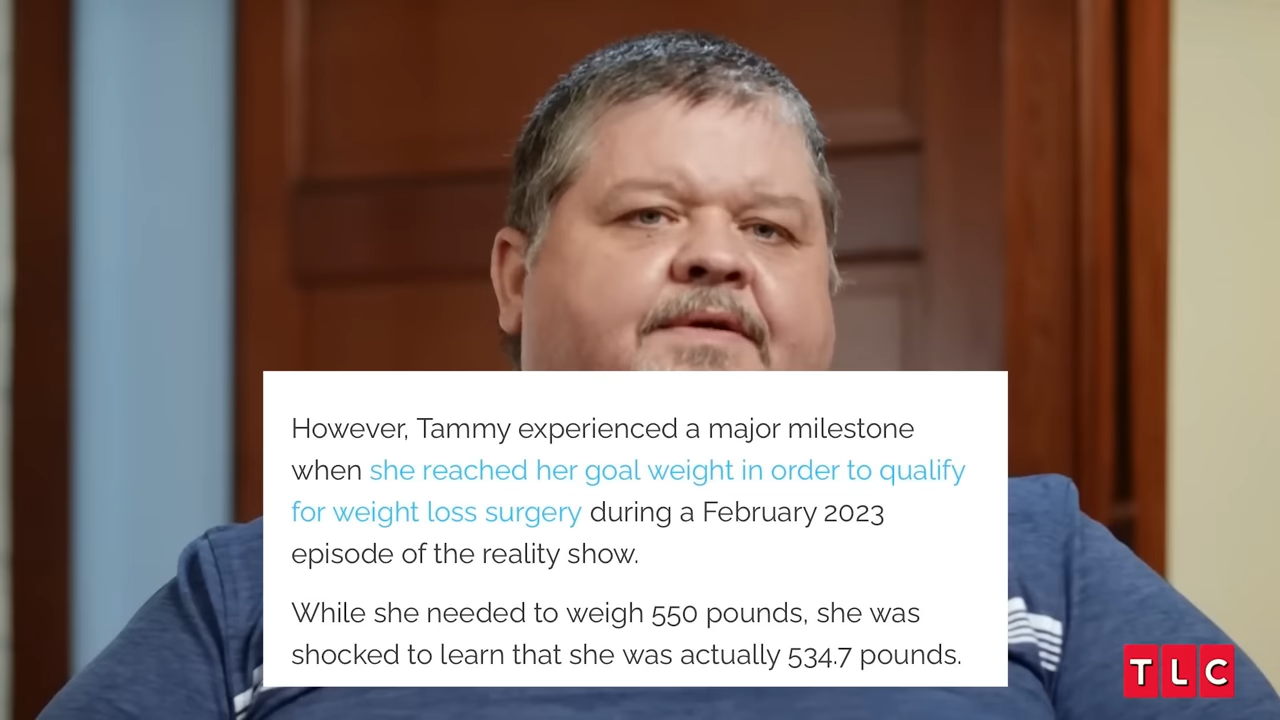 However, Tammy experienced a major milestone
when she reached her goal weight in order to qualify
for weight loss surgery during a February 2023
episode of the reality show.
While she needed to weigh 550 pounds, she was
shocked to learn that she was actually 534.7 pounds.
TLC